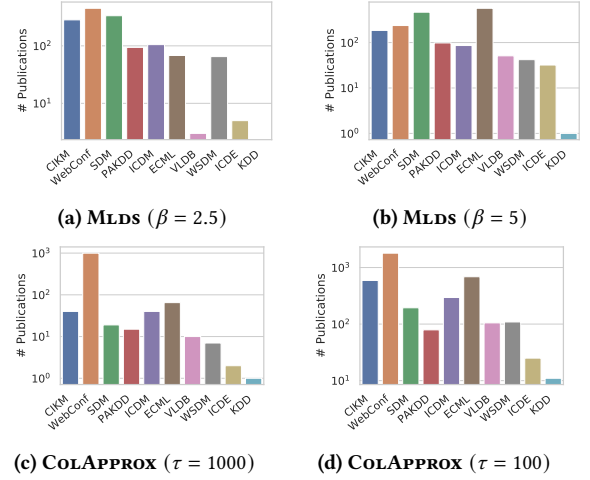 # Publications
10²
10¹
CIKM
WebConf
SDM
PAKDD
ICDM
ECML
VLDB
WSDM
ICDE
KDD
(a) MLDS (β = 2.5)
# Publications
10²
10¹
10⁰
CIKM
WebConf
SDM
PAKDD
ICDM
ECML
VLDB
WSDM
ICDE
KDD
(b) MLDS (β = 5)
# Publications
10³
10²
10¹
10⁰
CIKM
WebConf
SDM
PAKDD
ICDM
ECML
VLDB
WSDM
ICDE
KDD
(c) COLAPPROX (τ = 1000)
# Publications
10³
10²
10¹
CIKM
WebConf
SDM
PAKDD
ICDM
ECML
VLDB
WSDM
ICDE
KDD
(d) COLAPPROX (τ = 100)